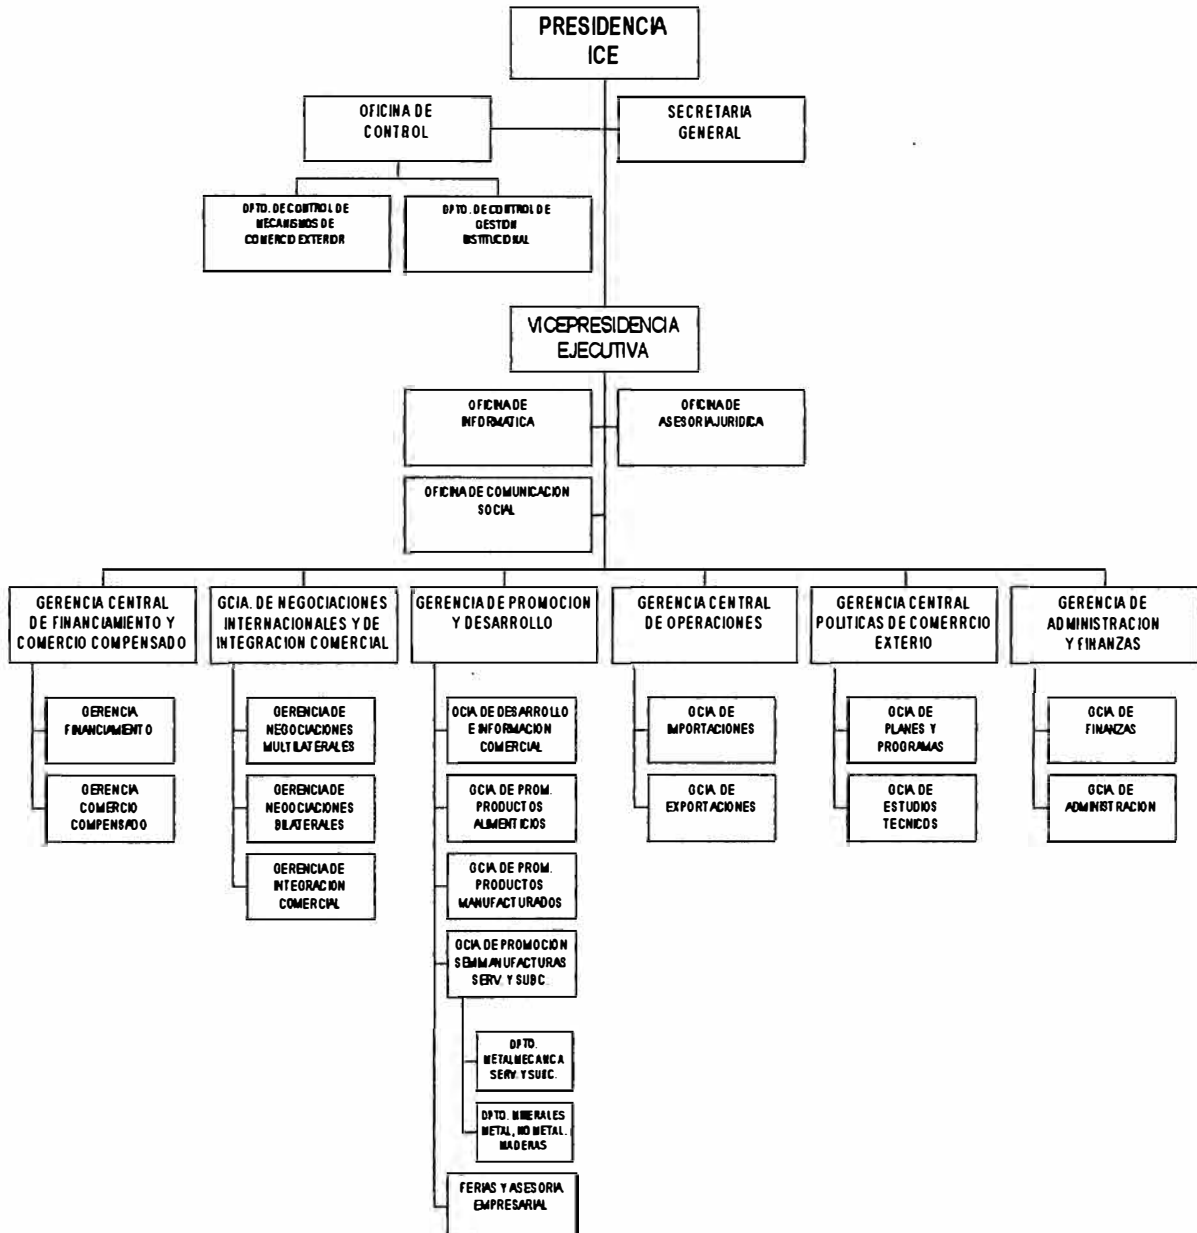 PRESIDENCIA
ICE
OFICINA DE
CONTROL
SECRETARIA
GENERAL
DPTO. DE CONTROL DE
MECANISMOS DE
COMERCIO EXTERIOR
DPTO. DE CONTROL DE
GESTION
INSTITUCIONAL
VICEPRESIDENCIA
EJECUTIVA
OFICINA DE
INFORMATICA
OFICINA DE
ASESORIA JURIDICA
OFICINA DE COMUNICACION
SOCIAL
GERENCIA CENTRAL
DE FINANCIAMIENTO Y
COMERCIO COMPENSADO
GCIA. DE NEGOCIACIONES
INTERNACIONALES Y DE
INTEGRACION COMERCIAL
GERENCIA DE PROMOCION
Y DESARROLLO
GERENCIA CENTRAL
DE OPERACIONES
GERENCIA CENTRAL
POLITICAS DE COMERRCIO
EXTERIO
GERENCIA DE
ADMINISTRACION
Y FINANZAS
GERENCIA
FINANCIAMIENTO
GERENCIA
COMERCIO
COMPENSADO
GERENCIA DE
NEGOCIACIONES
MULTILATERALES
GERENCIA DE
NEGOCIACIONES
BILATERALES
GERENCIA DE
INTEGRACION
COMERCIAL
GCIA DE DESARROLLO
E INFORMACION
COMERCIAL
GCIA DE PROM.
PRODUCTOS
ALIMENTICIOS
GCIA DE PROM.
PRODUCTOS
MANUFACTURADOS
GCIA DE PROMOCION
SEMIMANUFACTURAS
SERV. Y SUBC.
DPTO.
METALMECANICA
SERV. Y SUBC.
DPTO. MINERALES
METAL, NO METAL.
MADERAS
FERIAS Y ASESORIA
EMPRESARIAL
GCIA DE
IMPORTACIONES
GCIA DE
EXPORTACIONES
GCIA DE
PLANES Y
PROGRAMAS
GCIA DE
ESTUDIOS
TECNICOS
GCIA DE
FINANZAS
GCIA DE
ADMINISTRACION